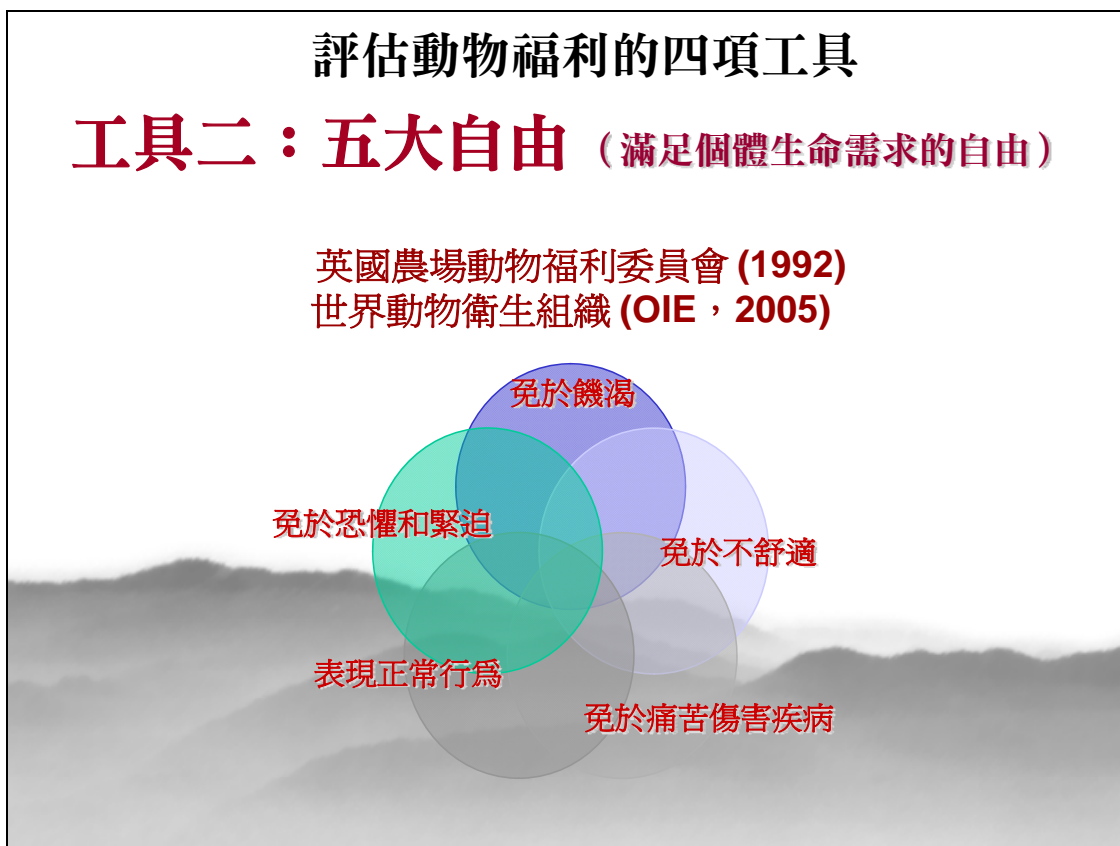 評估動物福利的四項工具
工具二：五大自由（滿足個體生命需求的自由）
英國農場動物福利委員會 (1992)
世界動物衛生組織 (OIE，2005)
免於饑渴
免於恐懼和緊迫
免於不舒適
表現正常行為
免於痛苦傷害疾病